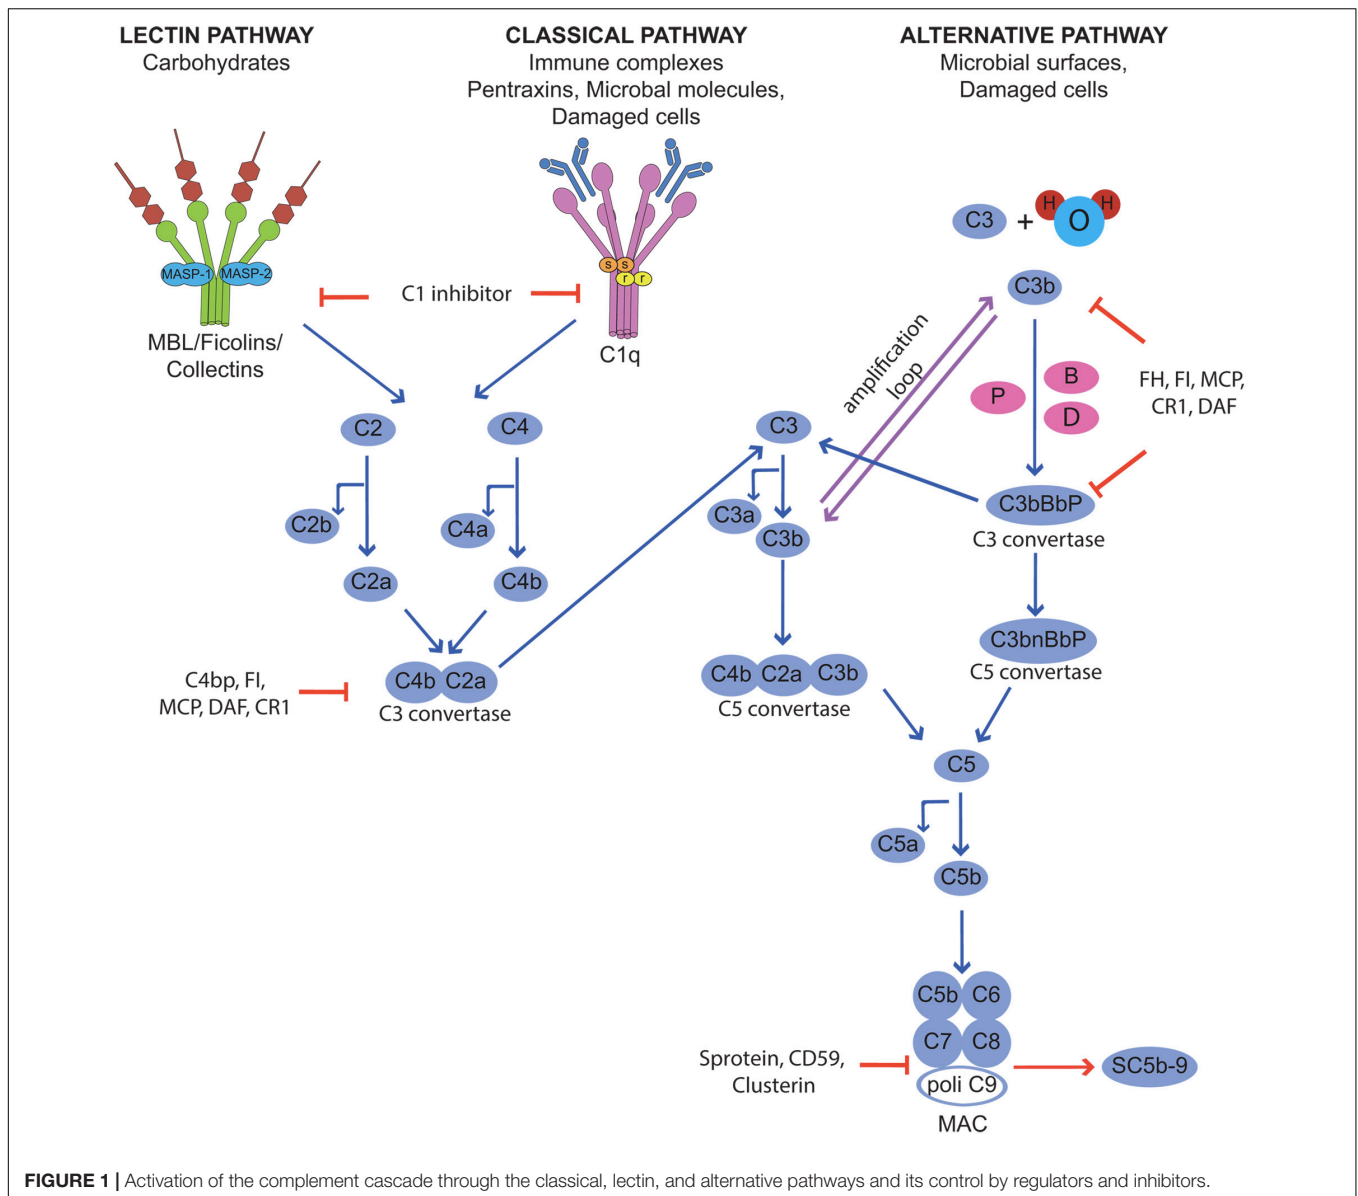 LECTIN PATHWAY
Carbohydrates
CLASSICAL PATHWAY
Immune complexes
Pentraxins, Microbal molecules,
Damaged cells
ALTERNATIVE PATHWAY
Microbial surfaces,
Damaged cells
MASP-1
MASP-2
MBL/Ficolins/
Collectins
C1 inhibitor
s
s
r
r
C1q
C3
+
H
O
H
C3b
amplification
loop
P
B
D
FH, FI, MCP,
CR1, DAF
C2
C4
C3
C2b
C4a
C3a
C3b
C3bBbP
C3 convertase
C2a
C4b
C3bnBbP
C5 convertase
C4bp, FI,
MCP, DAF, CR1
C4b
C2a
C3 convertase
C4b
C2a
C3b
C5 convertase
C5
C5a
C5b
C5b
C6
C7
C8
poli C9
MAC
Sprotein, CD59,
Clusterin
SC5b-9
FIGURE 1 | Activation of the complement cascade through the classical, lectin, and alternative pathways and its control by regulators and inhibitors.